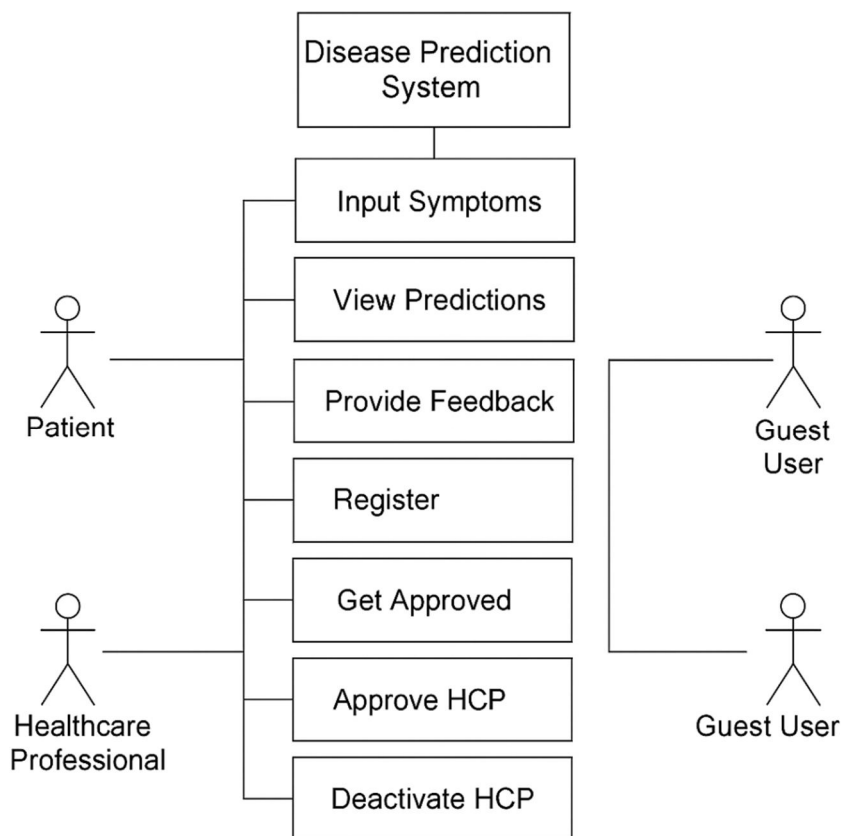 Disease Prediction
System
Input Symptoms
View Predictions
Provide Feedback
Patient
Guest
User
Register
Get Approved
Approve HCP
Healthcare
Professional
Guest User
Deactivate HCP